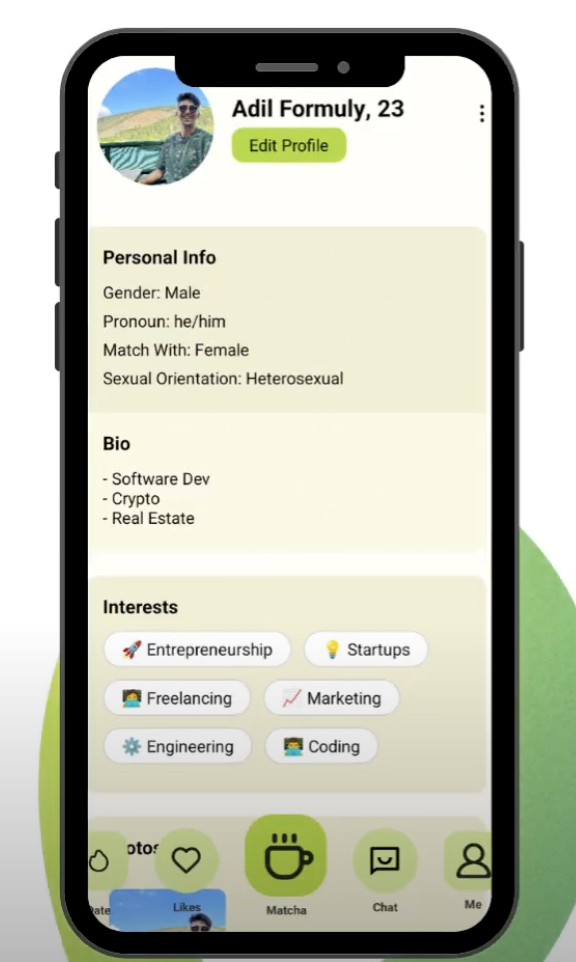 Adil Formuly, 23
Edit Profile
Personal Info
Gender: Male
Pronoun: he/him
Match With: Female
Sexual Orientation: Heterosexual
Bio
- Software Dev
- Crypto
- Real Estate
Interests
Entrepreneurship
Startups
Freelancing
Marketing
Engineering
Coding
otos
Date
Likes
Matcha
Chat
Me